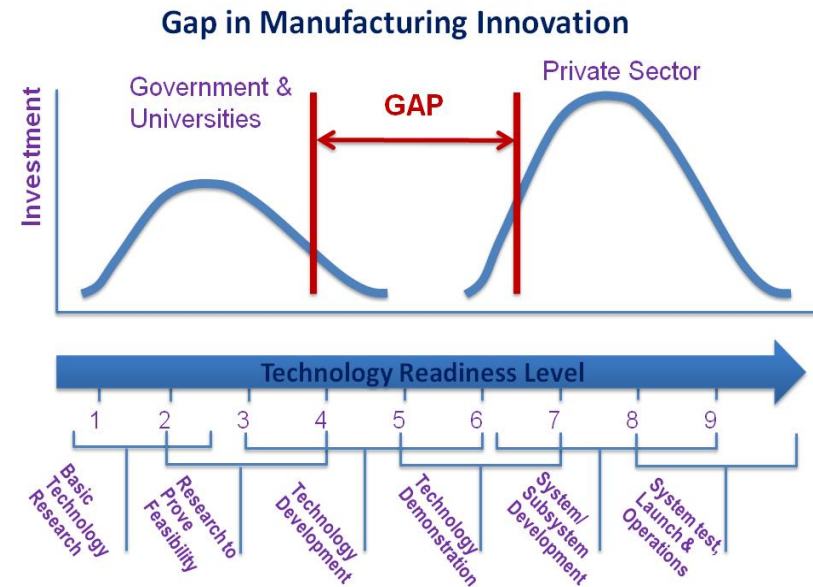 Gap in Manufacturing Innovation
Government &
Universities
GAP
Private Sector
Investment
Technology Readiness Level
1 2 3 4 5 6 7 8 9
Basic
Technology
Research
Research to
Prove
Feasibility
Technology
Development
Technology
Demonstration
System/
Subsystem
Development
System test,
Launch &
Operations